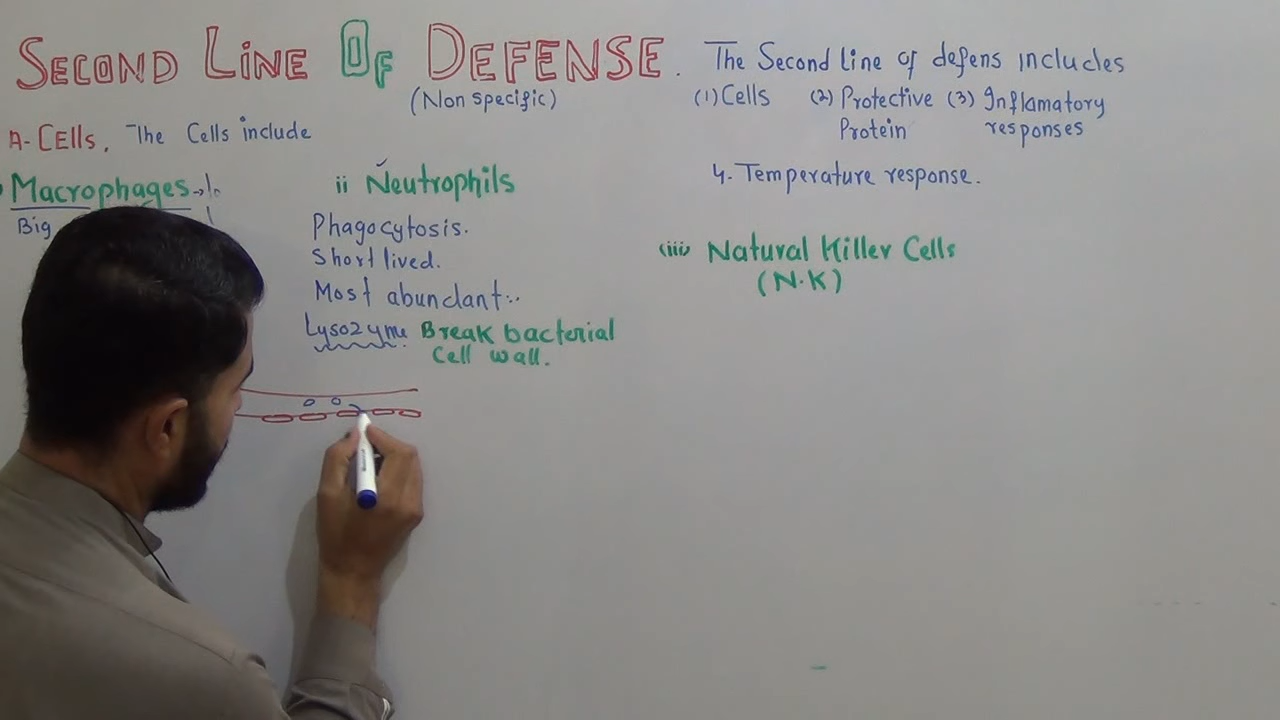 SECOND LINE OF DEFENSE.
(Non specific)
The Second line of defens includes
(1) Cells (2) Protective (3) Inflamatory
Protein responses
4. Temperature response.
A- CElls, The Cells include
Macrophages
Big
ii Neutrophils
Phagocytosis.
Short lived.
Most abundant
Lysozyme Break bacterial
Cell wall.
(iii) Natural Killer Cells
(N.K)